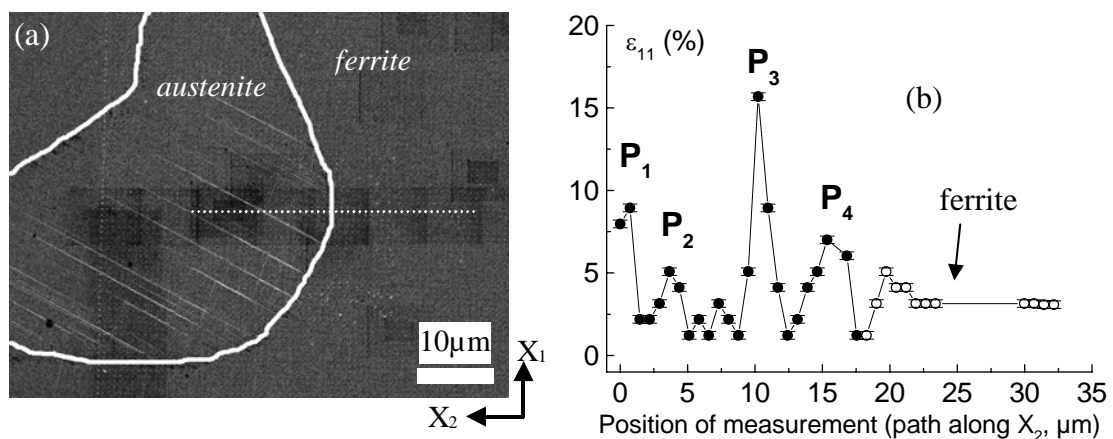 (a)
ferrite
austenite
10µm
X₁
X₂
ε₁₁ (%)
(b)
P₁
P₂
P₃
P₄
ferrite
20
15
10
5
0
0 5 10 15 20 25 30 35
Position of measurement (path along X₂, µm)